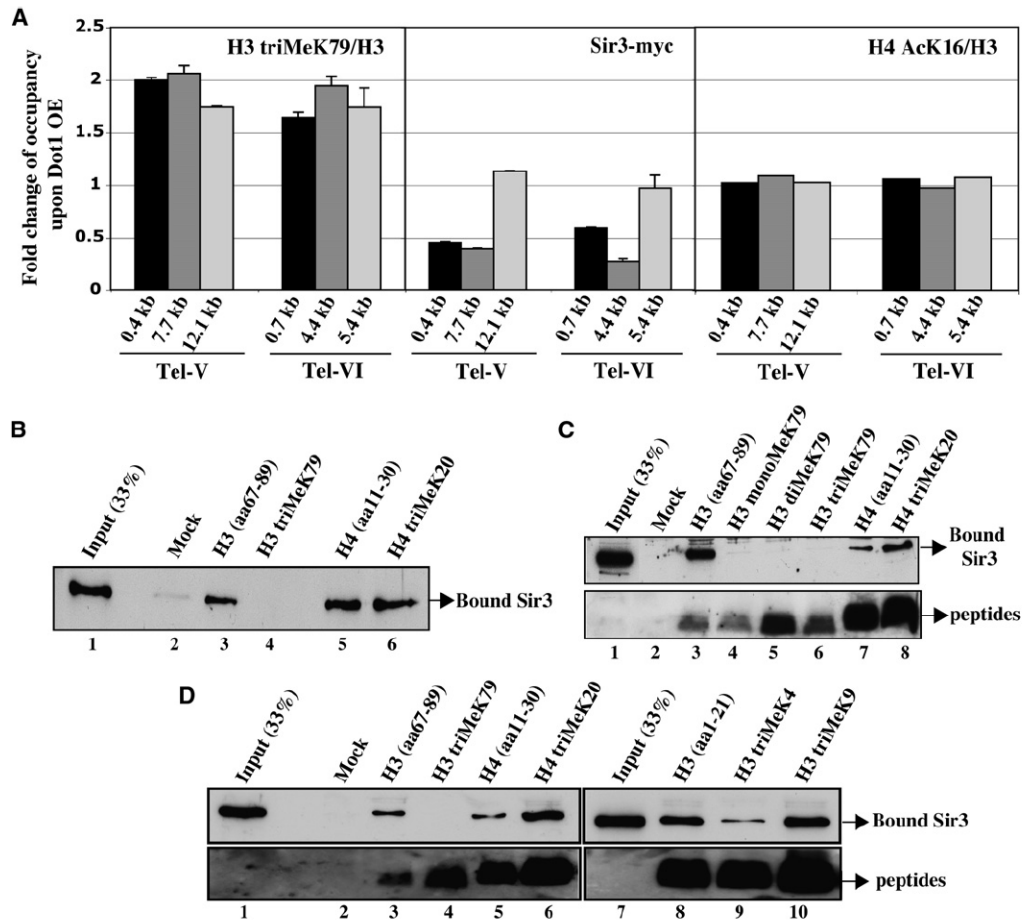 A
Fold change of occupancy
upon Dot1 OE
2.5
2
1.5
1
0.5
0
H3 triMeK79/H3
Sir3-myc
H4 AcK16/H3
0.4 kb
7.7 kb
12.1 kb
0.7 kb
4.4 kb
5.4 kb
0.4 kb
7.7 kb
12.1 kb
0.7 kb
4.4 kb
5.4 kb
0.4 kb
7.7 kb
12.1 kb
0.7 kb
4.4 kb
5.4 kb
Tel-V
Tel-VI
Tel-V
Tel-VI
Tel-V
Tel-VI
B
Input (33%)
Mock
H3 (aa67-89)
H3 triMeK79
H4 (aa11-30)
H4 triMeK20
Bound Sir3
1 2 3 4 5 6
C
Input (33%)
Mock
H3 (aa67-89)
H3 monoMeK79
H3 diMeK79
H3 triMeK79
H4 (aa11-30)
H4 triMeK20
Bound
Sir3
peptides
1 2 3 4 5 6 7 8
D
Input (33%)
Mock
H3 (aa67-89)
H3 triMeK79
H4 (aa11-30)
H4 triMeK20
Input (33%)
H3 (aa1-21)
H3 triMeK4
H3 triMeK9
Bound Sir3
peptides
1 2 3 4 5 6 7 8 9 10